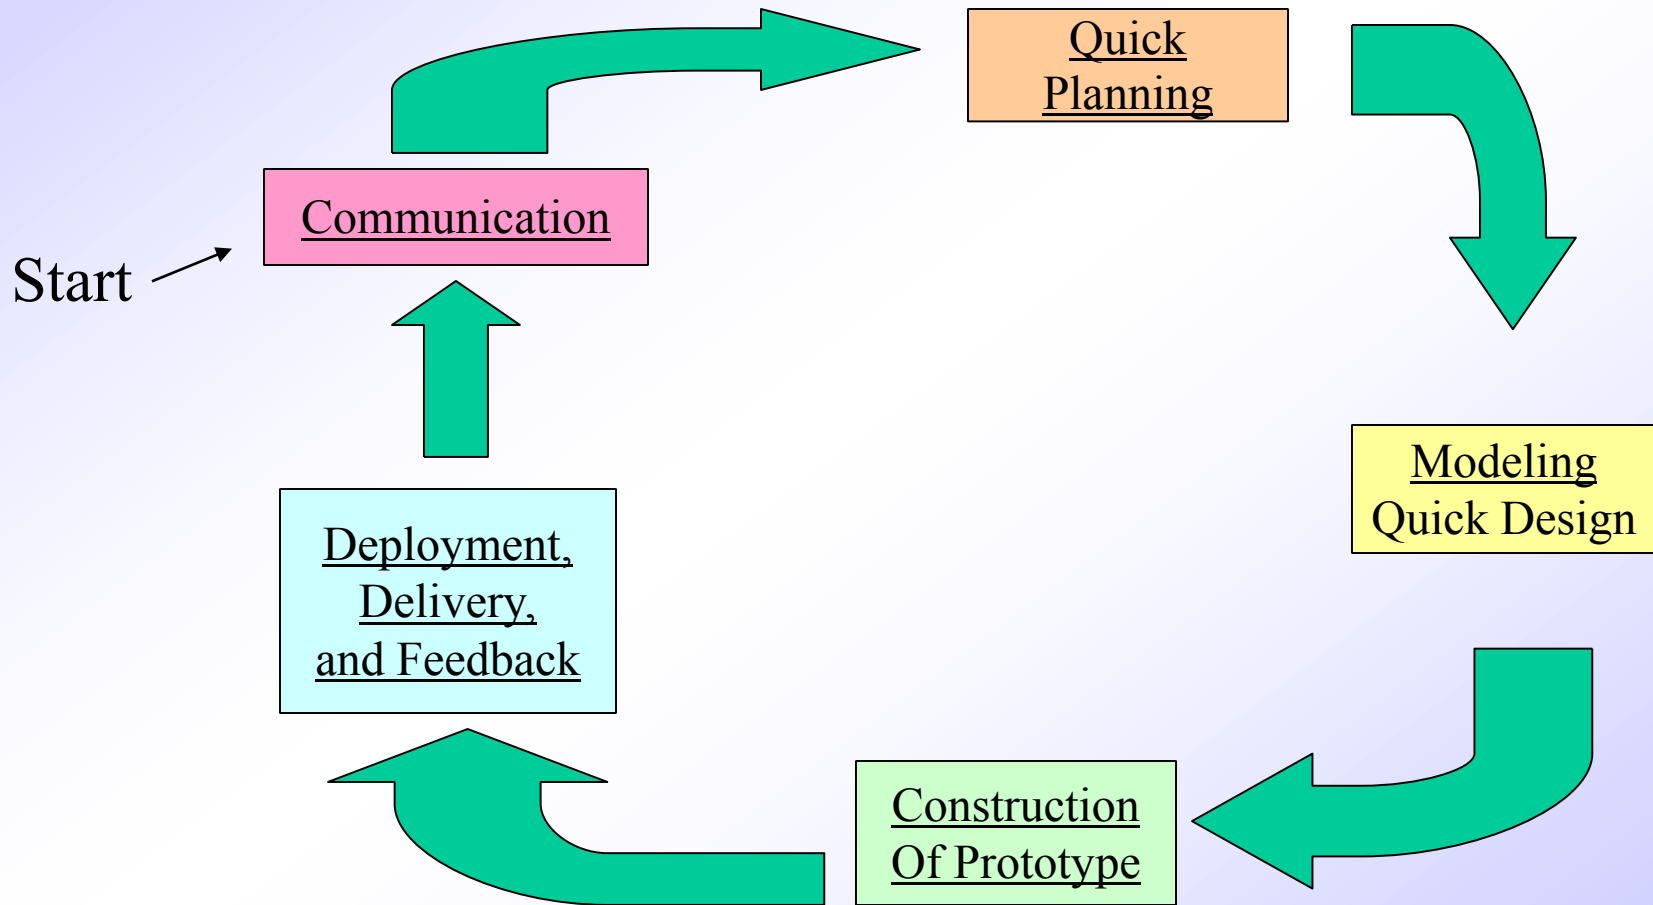 Quick
Planning
Communication
Start
Modeling
Quick Design
Deployment,
Delivery,
and Feedback
Construction
Of Prototype